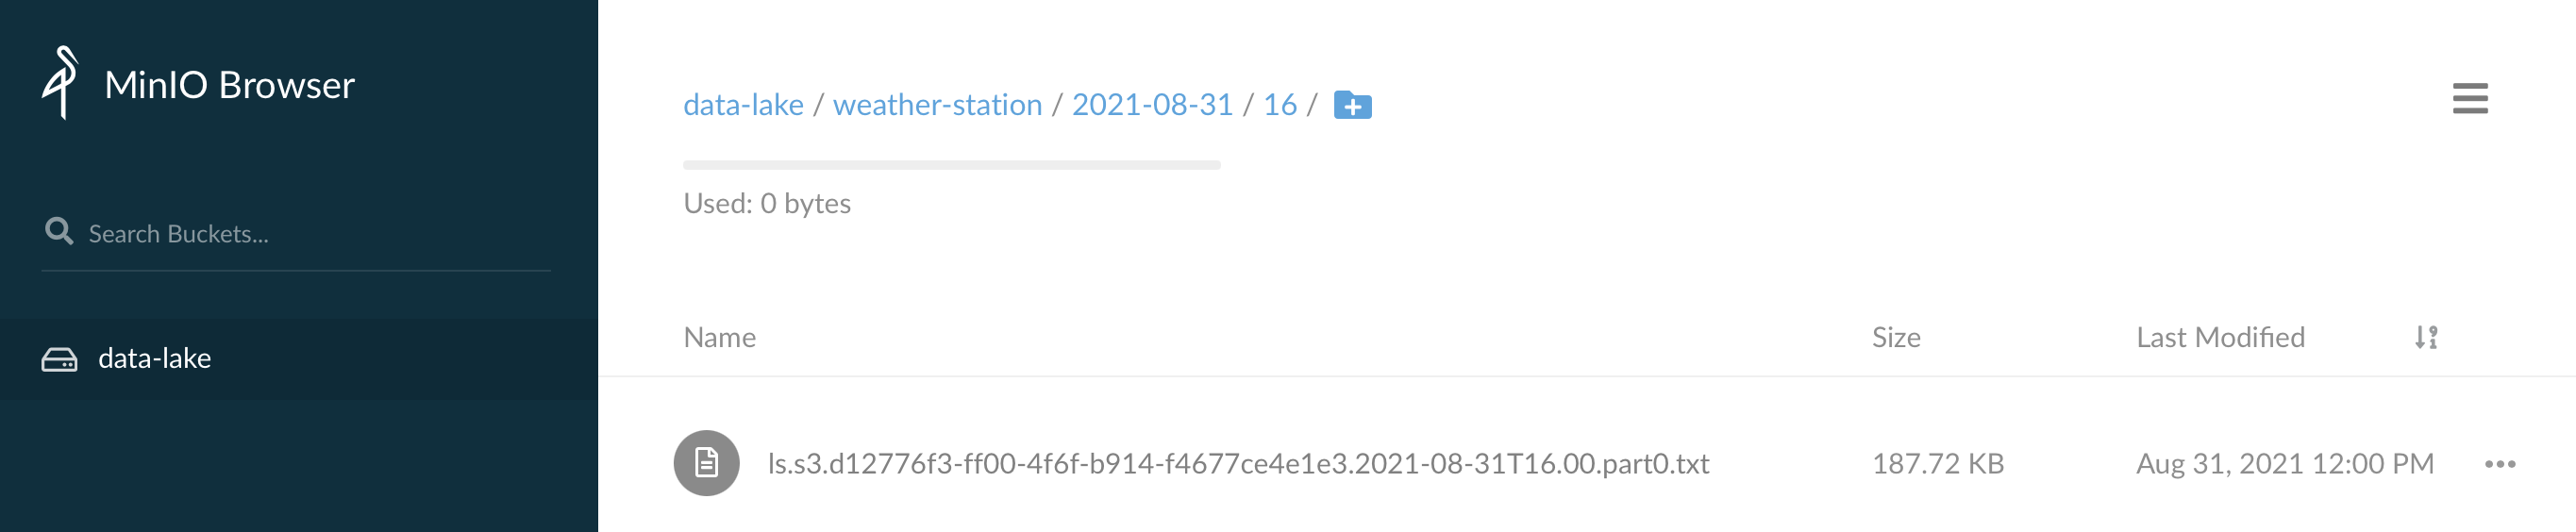 MinIO Browser
Search Buckets...
data-lake
data-lake / weather-station / 2021-08-31 / 16 /
Used: 0 bytes
Name Size Last Modified
ls.s3.d12776f3-ff00-4f6f-b914-f4677ce4e1e3.2021-08-31T16.00.part0.txt 187.72 KB Aug 31, 2021 12:00 PM